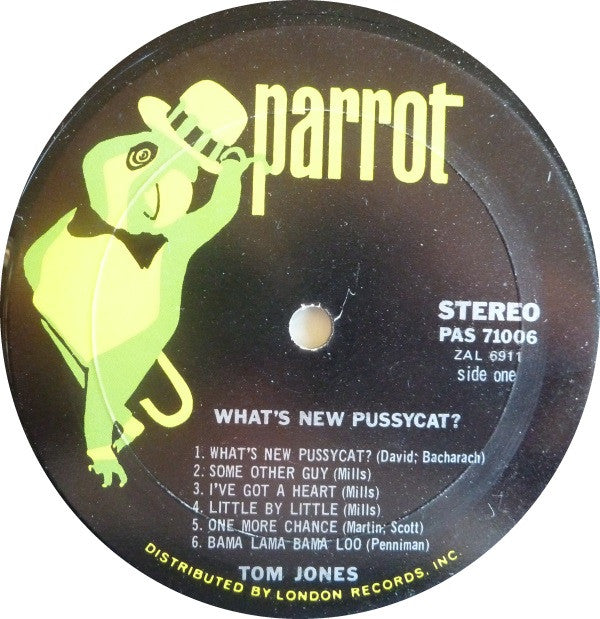 parrot
STEREO
PAS 71006
ZAL 6911
side one
WHAT'S NEW PUSSYCAT?
1. WHAT'S NEW PUSSYCAT? (David; Bacharach)
2. SOME OTHER GUY (Mills)
3. I'VE GOT A HEART (Mills)
4. LITTLE BY LITTLE (Mills)
5. ONE MORE CHANCE (Martin; Scott)
6. BAMA LAMA BAMA LOO (Penniman)
TOM JONES
DISTRIBUTED BY LONDON RECORDS, INC.